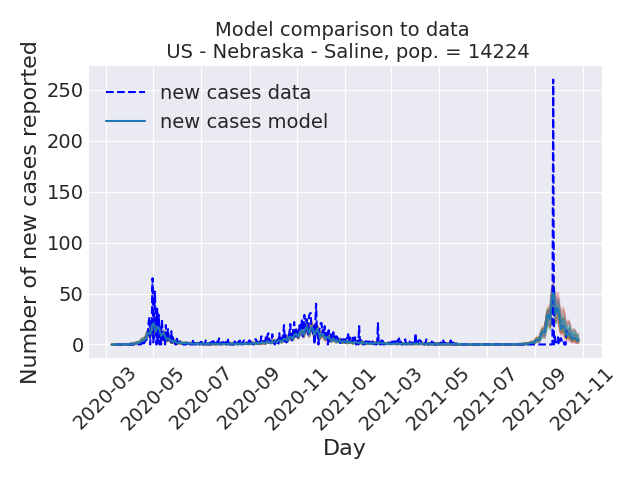 Model comparison to data
US - Nebraska - Saline, pop. = 14224
Number of new cases reported
250
200
150
100
50
0
new cases data
new cases model
2020-03
2020-05
2020-07
2020-09
2020-11
2021-01
2021-03
2021-05
2021-07
2021-09
2021-11
Day